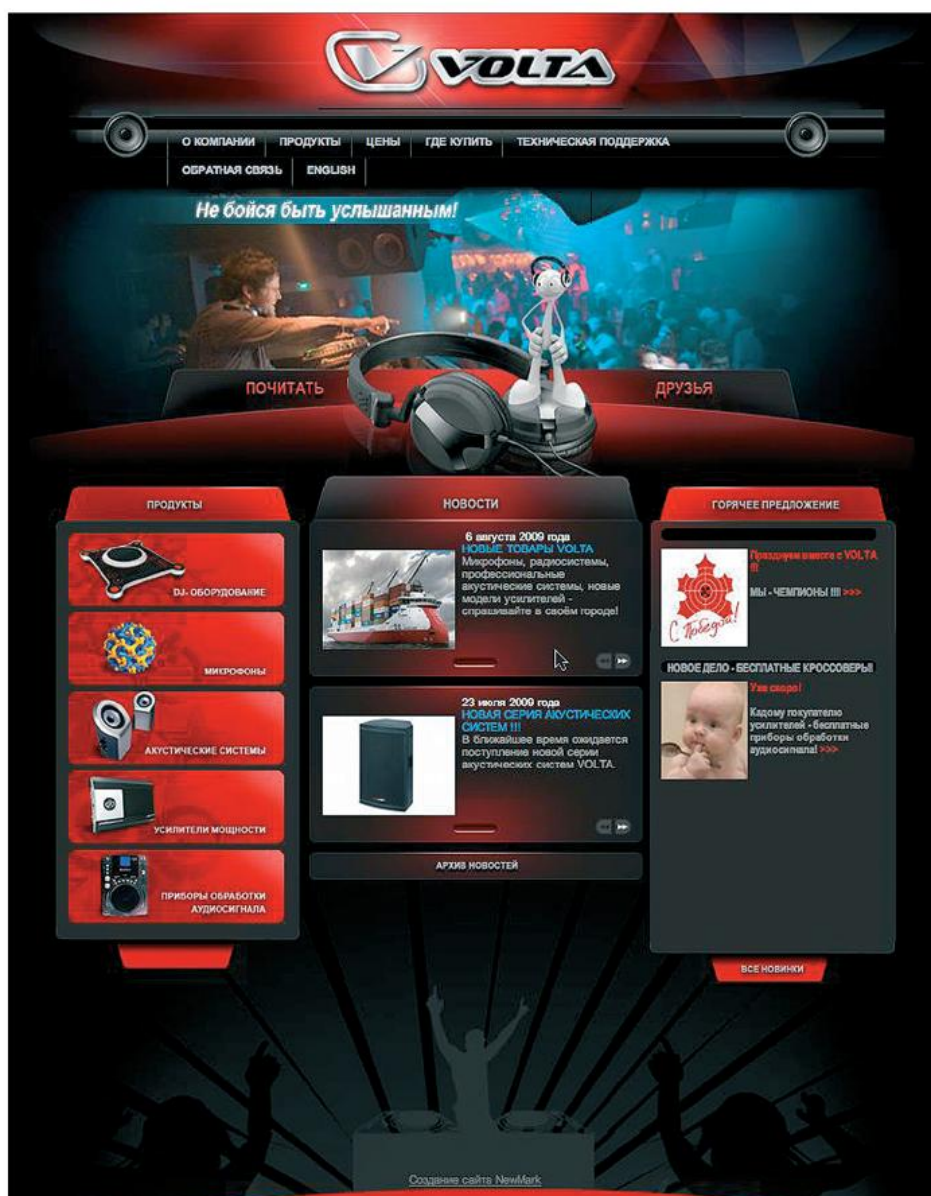 VOLTA
О КОМПАНИИ ПРОДУКТЫ ЦЕНЫ ГДЕ КУПИТЬ ТЕХНИЧЕСКАЯ ПОДДЕРЖКА
ОБРАТНАЯ СВЯЗЬ ENGLISH
Не бойся быть услышанным!
ПОЧИТАТЬ ДРУЗЬЯ
ПРОДУКТЫ
DJ- ОБОРУДОВАНИЕ
МИКРОФОНЫ
АКУСТИЧЕСКИЕ СИСТЕМЫ
УСИЛИТЕЛИ МОЩНОСТИ
ПРИБОРЫ ОБРАБОТКИ
АУДИОСИГНАЛА
НОВОСТИ
6 августа 2009 года
НОВЫЕ ТОВАРЫ VOLTA
Микрофоны, радиосистемы,
профессиональные
акустические системы, новые
модели усилителей -
спрашивайте в своём городе!
23 июля 2009 года
НОВАЯ СЕРИЯ АКУСТИЧЕСКИХ
СИСТЕМ !!!
В ближайшее время ожидается
поступление новой серии
акустических систем VOLTA.
АРХИВ НОВОСТЕЙ
ГОРЯЧЕЕ ПРЕДЛОЖЕНИЕ
Празднуем вместе с VOLTA
!!!
МЫ - ЧЕМПИОНЫ !!!! >>>
С Победой!
НОВОЕ ДЕЛО - БЕСПЛАТНЫЕ КРОССОВЕРЫ!
Уже скоро!
Кадому покупателю
усилителей - бесплатные
приборы обработки
аудиосигнала! >>>
ВСЕ НОВИНКИ
Создание сайта NewMark